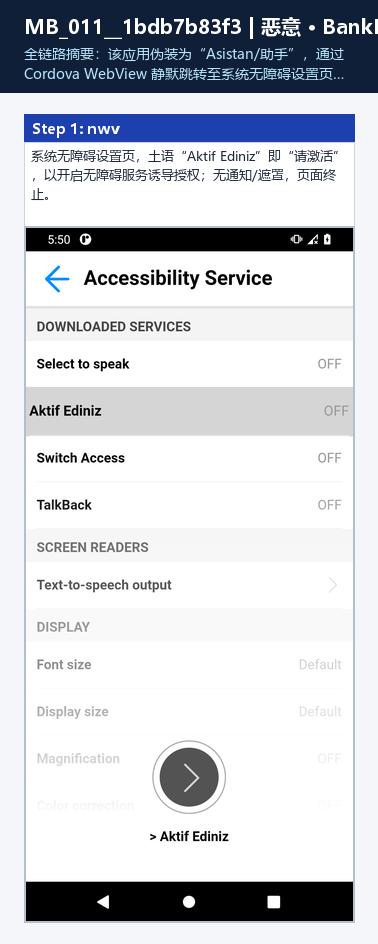 MB_011__1bdb7b83f3 | 恶意 • Bankl
全链路摘要：该应用伪装为“Asistan/助手”，通过
Cordova WebView 静默跳转至系统无障碍设置页…
Step 1: nwv
系统无障碍设置页，土语“Aktif Ediniz”即“请激活”
，以开启无障碍服务诱导授权；无通知/遮罩，页面终
止。
5:50
Accessibility Service
DOWNLOADED SERVICES
Select to speak OFF
Aktif Ediniz OFF
Switch Access OFF
TalkBack OFF
SCREEN READERS
Text-to-speech output
DISPLAY
Font size Default
Display size Default
Magnification OFF
Color correction OFF
> Aktif Ediniz